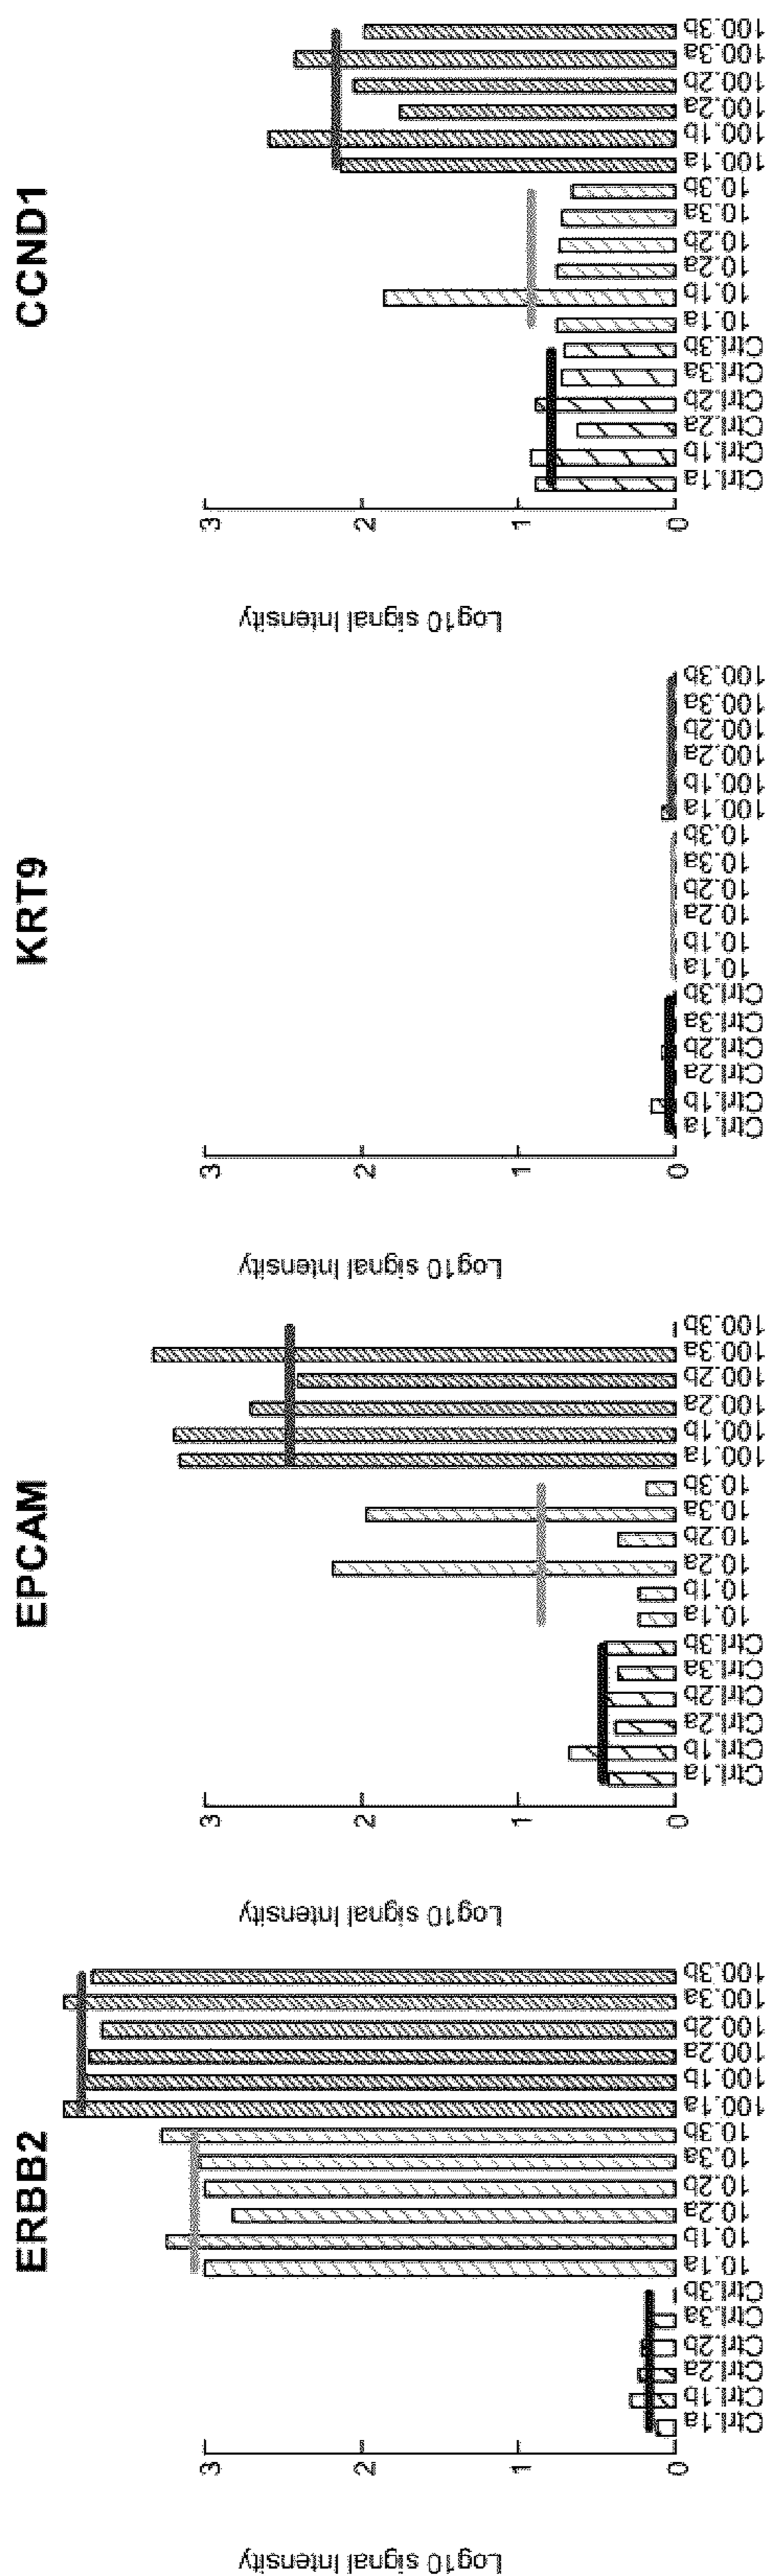 ERBB2
Log10 signal Intensity
3
2
1
0
Ctrl.1a
Ctrl.1b
Ctrl.2a
Ctrl.2b
Ctrl.3a
Ctrl.3b
10.1a
10.1b
10.2a
10.2b
10.3a
10.3b
100.1a
100.1b
100.2a
100.2b
100.3a
100.3b
EPCAM
Log10 signal Intensity
3
2
1
0
Ctrl.1a
Ctrl.1b
Ctrl.2a
Ctrl.2b
Ctrl.3a
Ctrl.3b
10.1a
10.1b
10.2a
10.2b
10.3a
10.3b
100.1a
100.1b
100.2a
100.2b
100.3a
100.3b
KRT9
Log10 signal Intensity
3
2
1
0
Ctrl.1a
Ctrl.1b
Ctrl.2a
Ctrl.2b
Ctrl.3a
Ctrl.3b
10.1a
10.1b
10.2a
10.2b
10.3a
10.3b
100.1a
100.1b
100.2a
100.2b
100.3a
100.3b
CCND1
Log10 signal Intensity
3
2
1
0
Ctrl.1a
Ctrl.1b
Ctrl.2a
Ctrl.2b
Ctrl.3a
Ctrl.3b
10.1a
10.1b
10.2a
10.2b
10.3a
10.3b
100.1a
100.1b
100.2a
100.2b
100.3a
100.3b